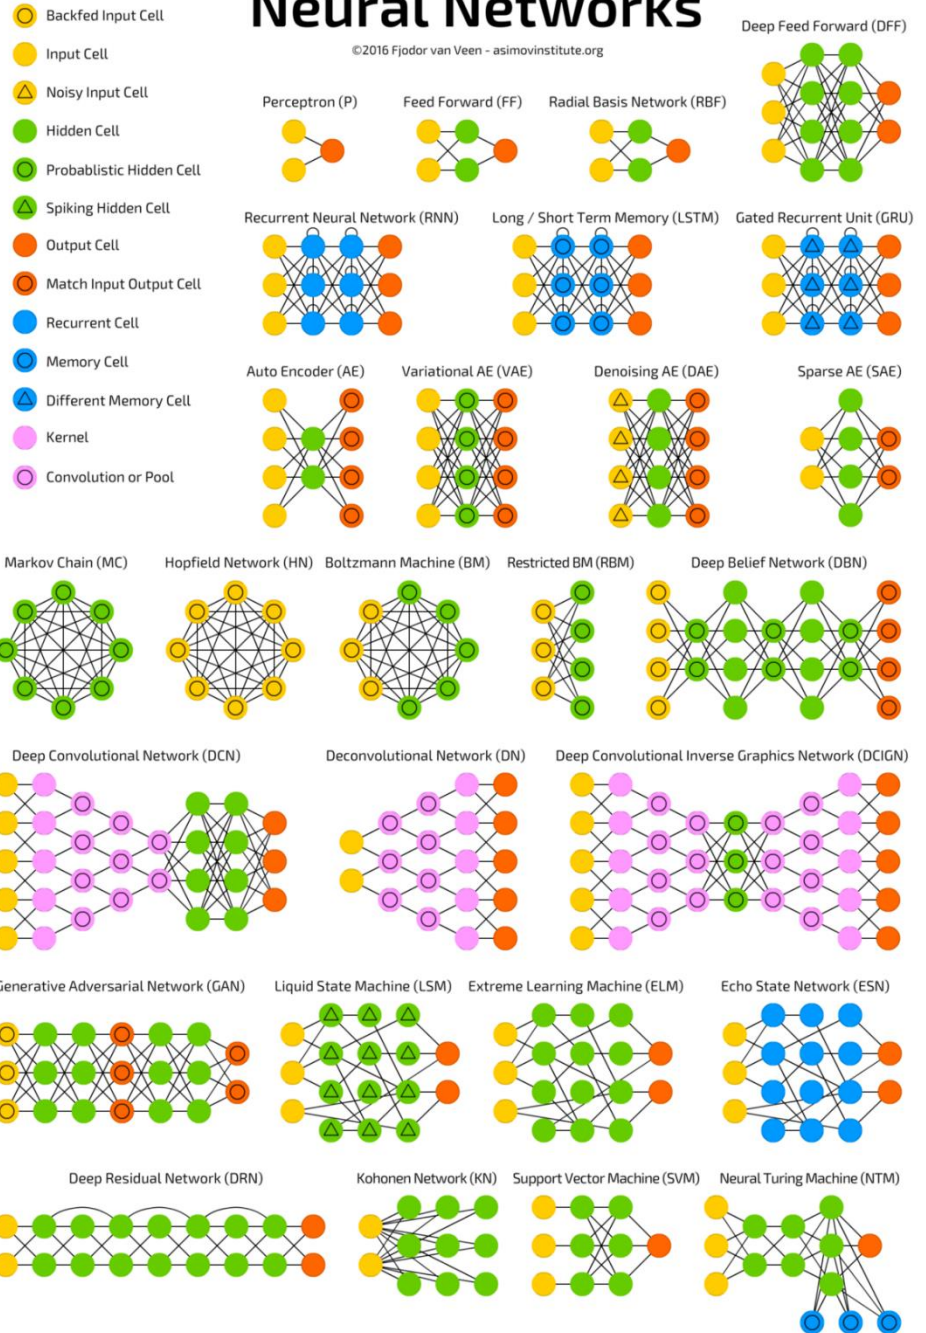 Neural Networks
©2016 Fjodor van Veen - asimovinstitute.org
Backfed Input Cell
Input Cell
Noisy Input Cell
Hidden Cell
Probablistic Hidden Cell
Spiking Hidden Cell
Output Cell
Match Input Output Cell
Recurrent Cell
Memory Cell
Different Memory Cell
Kernel
Convolution or Pool
Deep Feed Forward (DFF)
Perceptron (P)
Feed Forward (FF)
Radial Basis Network (RBF)
Recurrent Neural Network (RNN)
Long / Short Term Memory (LSTM)
Gated Recurrent Unit (GRU)
Auto Encoder (AE)
Variational AE (VAE)
Denoising AE (DAE)
Sparse AE (SAE)
Markov Chain (MC)
Hopfield Network (HN)
Boltzmann Machine (BM)
Restricted BM (RBM)
Deep Belief Network (DBN)
Deep Convolutional Network (DCN)
Deconvolutional Network (DN)
Deep Convolutional Inverse Graphics Network (DCIGN)
Generative Adversarial Network (GAN)
Liquid State Machine (LSM)
Extreme Learning Machine (ELM)
Echo State Network (ESN)
Deep Residual Network (DRN)
Kohonen Network (KN)
Support Vector Machine (SVM)
Neural Turing Machine (NTM)